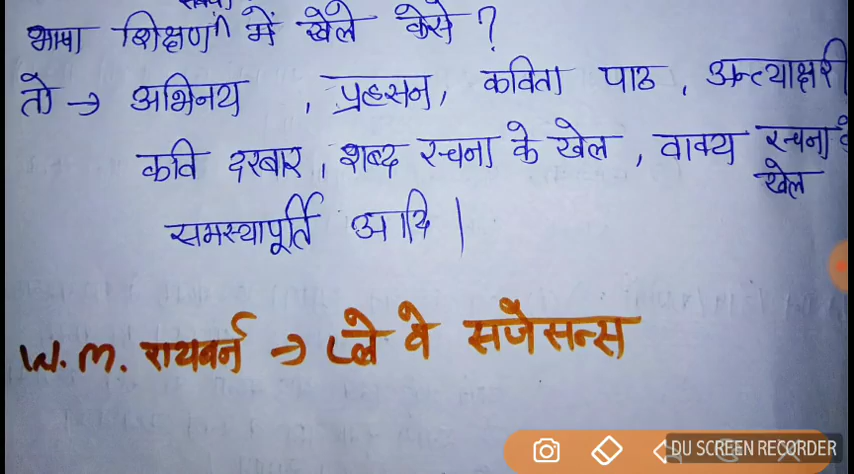 भाषा शिक्षण में खेले कैसे ?
तो → अभिनय , प्रहसन, कविता पाठ , अन्त्याक्षरी
कवि दरबार, शब्द रचना के खेल , वाक्य रचना के
खेल
समस्यापूर्ति आदि |
W. M. रायबर्न → प्ले वे सजेसन्स
DU SCREEN RECORDER